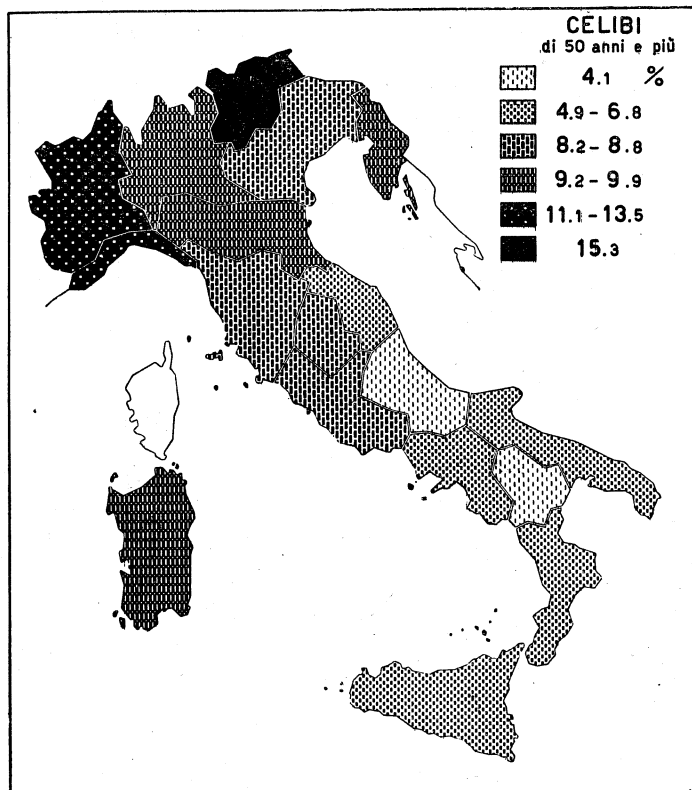 CELIBI
di 50 anni e più
4.1 %
4.9 – 6.8
8.2 – 8.8
9.2 – 9.9
11.1 – 13.5
15.3